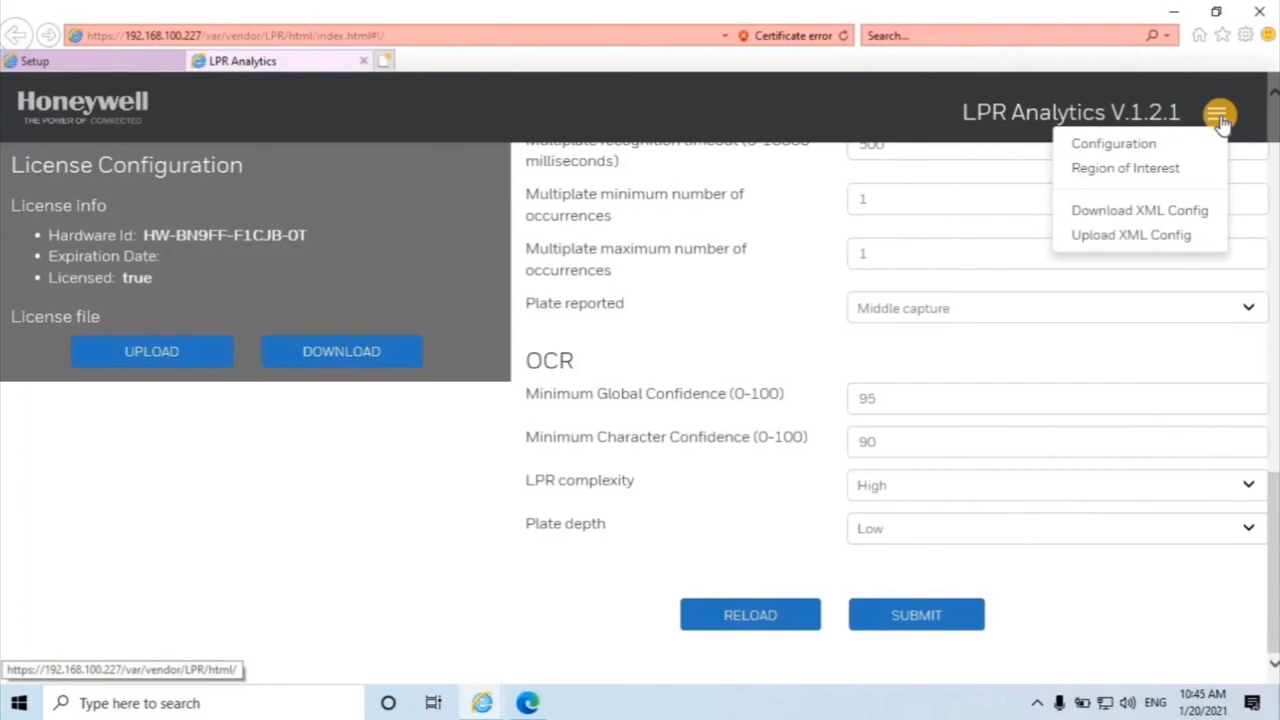 https://192.168.100.227/var/vendor/LPR/html/index.html#!/
Certificate error
Search...
Setup
LPR Analytics
Honeywell
THE POWER OF CONNECTED
LPR Analytics V.1.2.1
Configuration
Region of Interest
Download XML Config
Upload XML Config
License Configuration
License info
• Hardware Id: HW-BN9FF-F1CJB-0T
• Expiration Date:
• Licensed: true
License file
UPLOAD
DOWNLOAD
milliseconds)
500
Multiplate minimum number of
occurrences
1
Multiplate maximum number of
occurrences
1
Plate reported
Middle capture
OCR
Minimum Global Confidence (0-100)
95
Minimum Character Confidence (0-100)
90
LPR complexity
High
Plate depth
Low
RELOAD
SUBMIT
https://192.168.100.227/var/vendor/LPR/html/
Type here to search
ENG
10:45 AM
1/20/2021